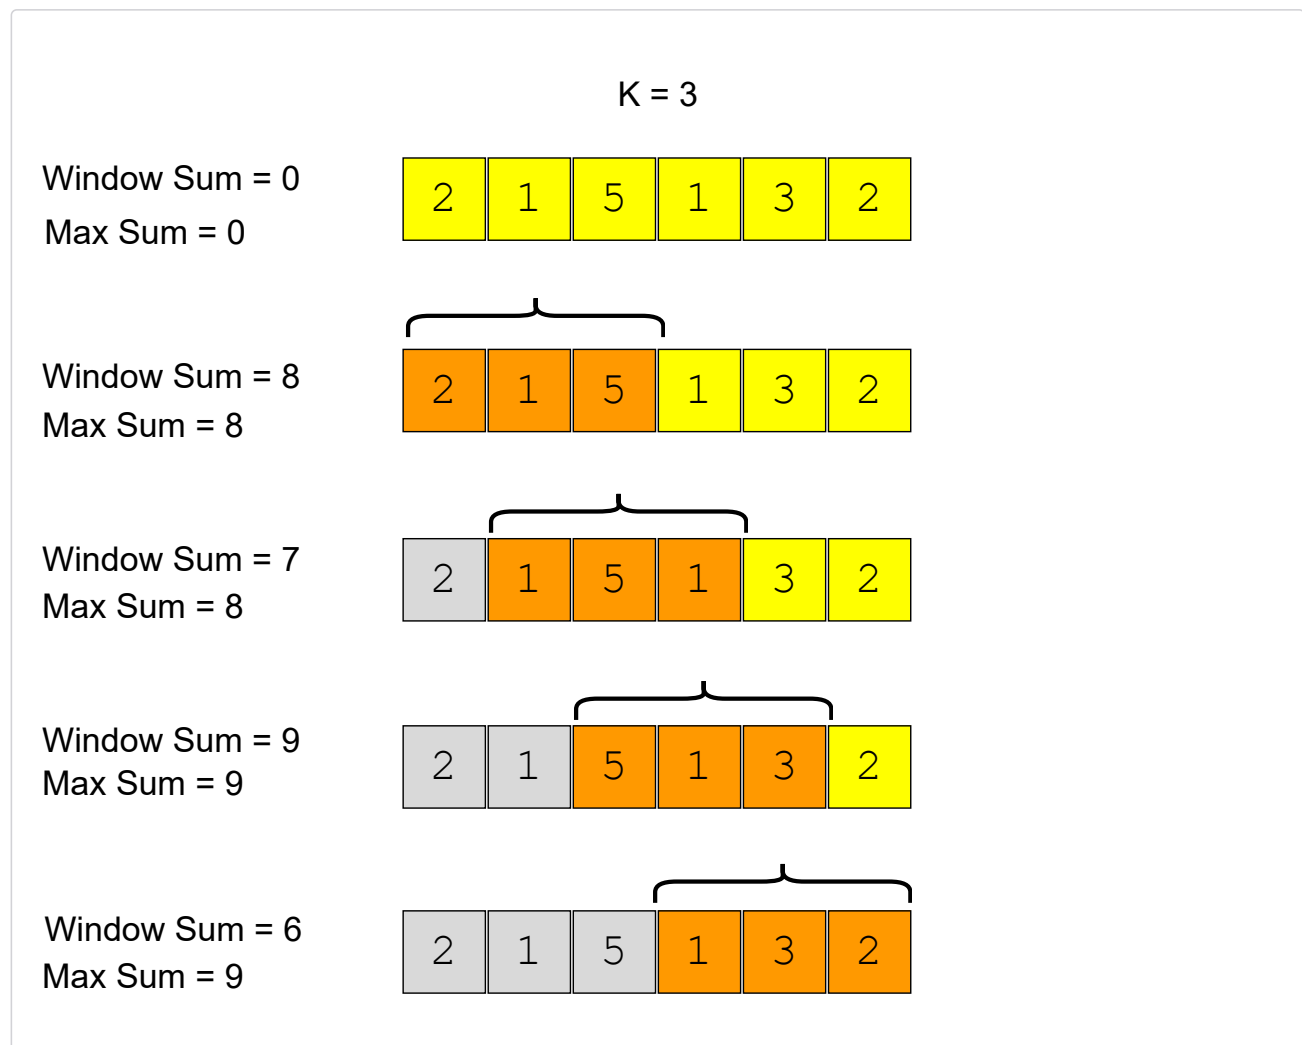 K = 3
Window Sum = 0
Max Sum = 0
2 1 5 1 3 2
Window Sum = 8
Max Sum = 8
2 1 5 1 3 2
Window Sum = 7
Max Sum = 8
2 1 5 1 3 2
Window Sum = 9
Max Sum = 9
2 1 5 1 3 2
Window Sum = 6
Max Sum = 9
2 1 5 1 3 2